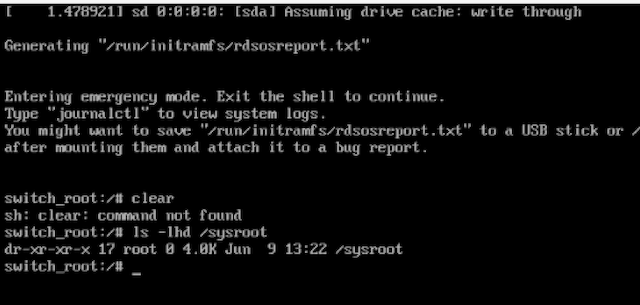 [    1.478921] sd 0:0:0:0: [sda] Assuming drive cache: write through
Generating "/run/initramfs/rdsosreport.txt"
Entering emergency mode. Exit the shell to continue.
Type "journalctl" to view system logs.
You might want to save "/run/initramfs/rdsosreport.txt" to a USB stick or /
after mounting them and attach it to a bug report.
switch_root:/# clear
sh: clear: command not found
switch_root:/# ls -lhd /sysroot
dr-xr-xr-x 17 root 0 4.0K Jun  9 13:22 /sysroot
switch_root:/# _